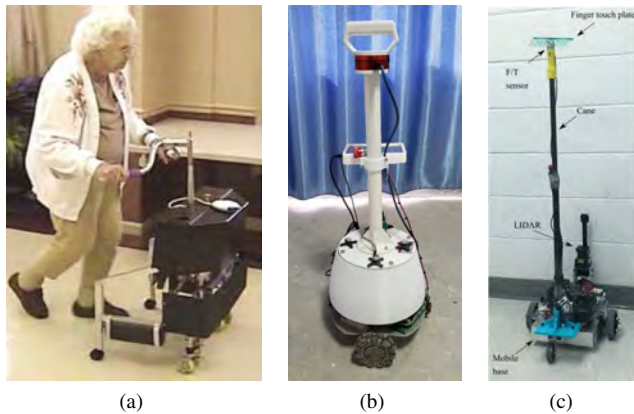 Finger touch plate
F/T
sensor
Cane
LIDAR
Mobile
base
(a)
(b)
(c)